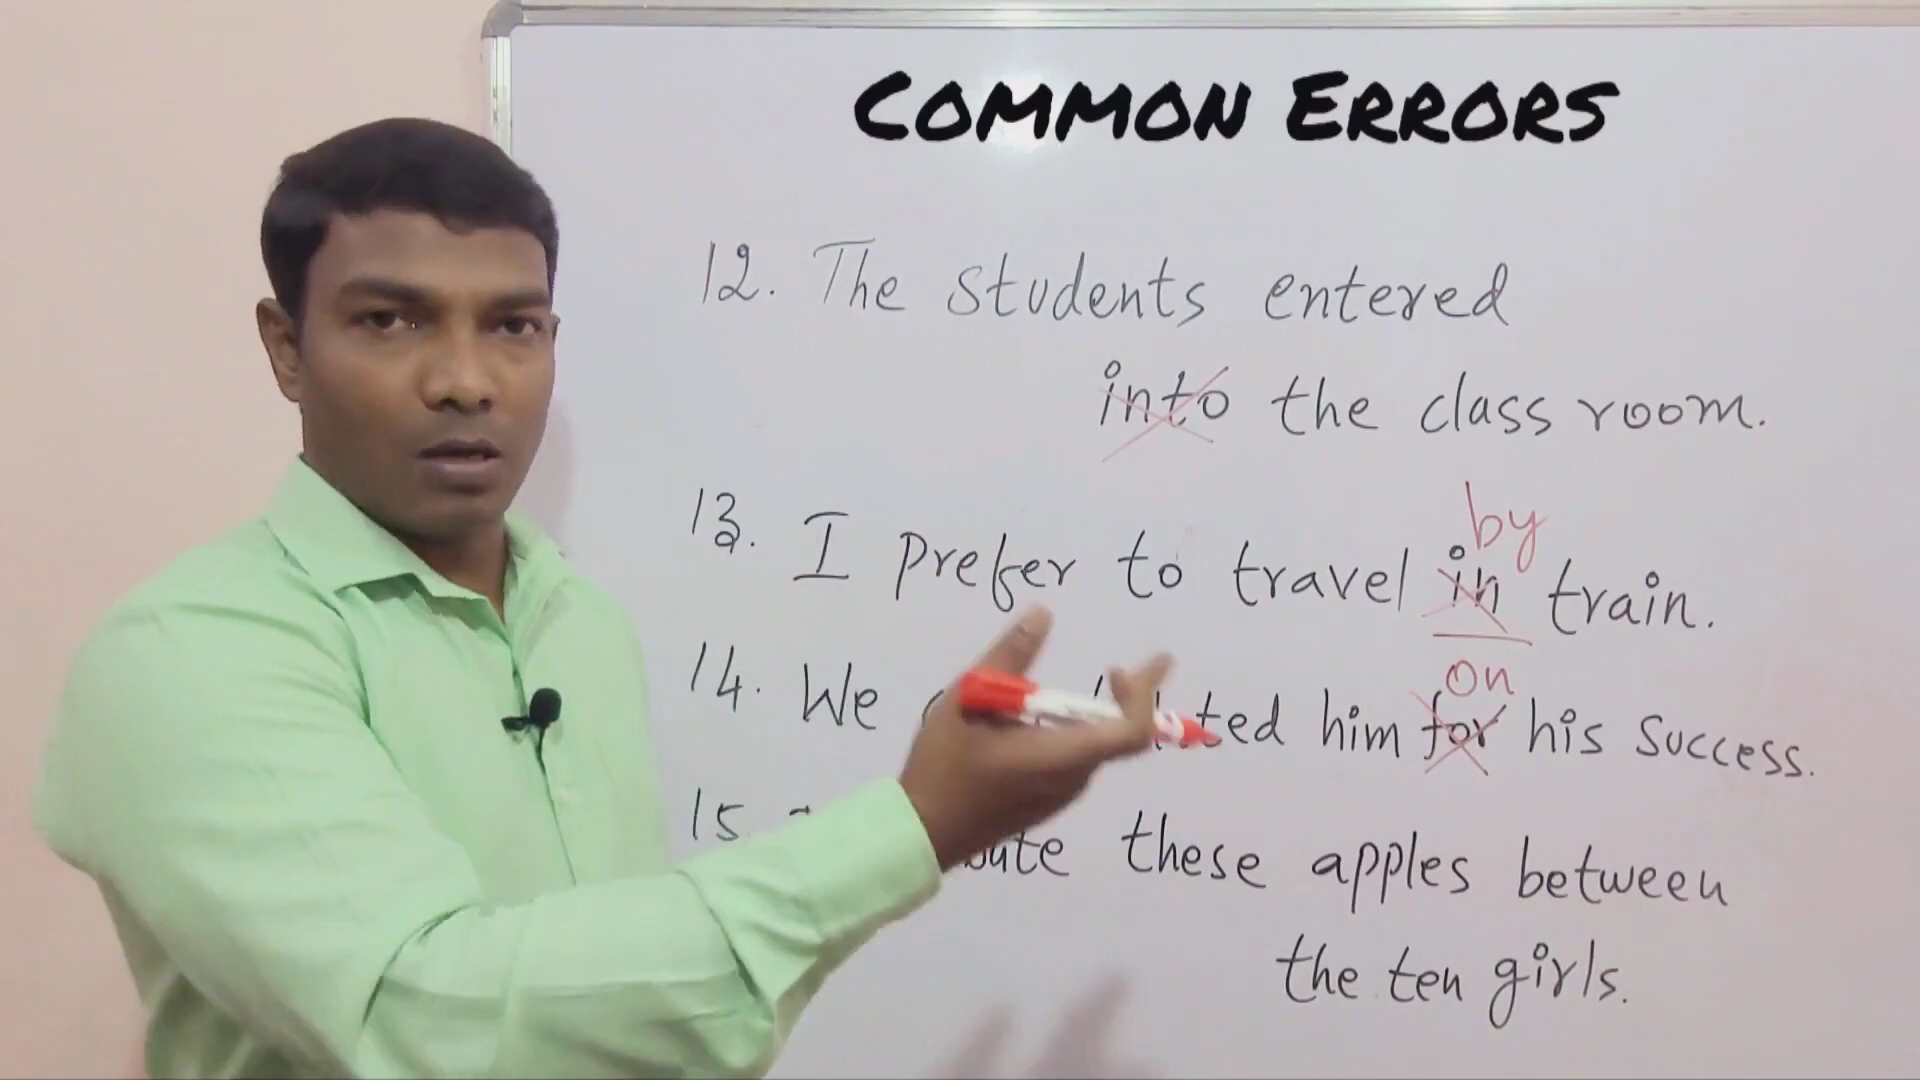 COMMON ERRORS
12. The students entered
into the class room.
by
13. I prefer to travel in train.
on
14. We him for his success.
15 these apples between
the ten girls.